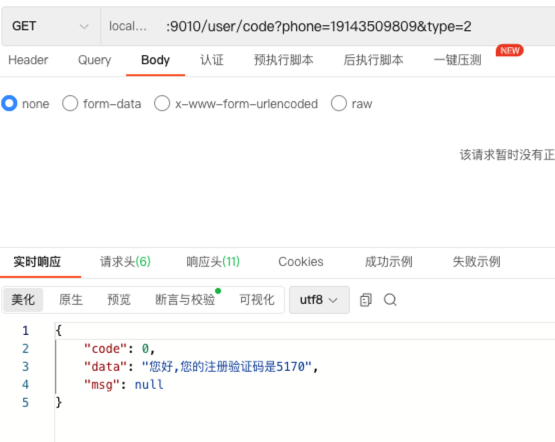 GET local... :9010/user/code?phone=19143509809&type=2
Header Query Body 认证 预执行脚本 后执行脚本 一键压测 NEW
none form-data x-www-form-urlencoded raw
该请求暂时没有正
实时响应 请求头(6) 响应头(11) Cookies 成功示例 失败示例
美化 原生 预览 断言与校验 可视化 utf8
1 {
2 "code": 0,
3 "data": "您好,您的注册验证码是5170",
4 "msg": null
5 }